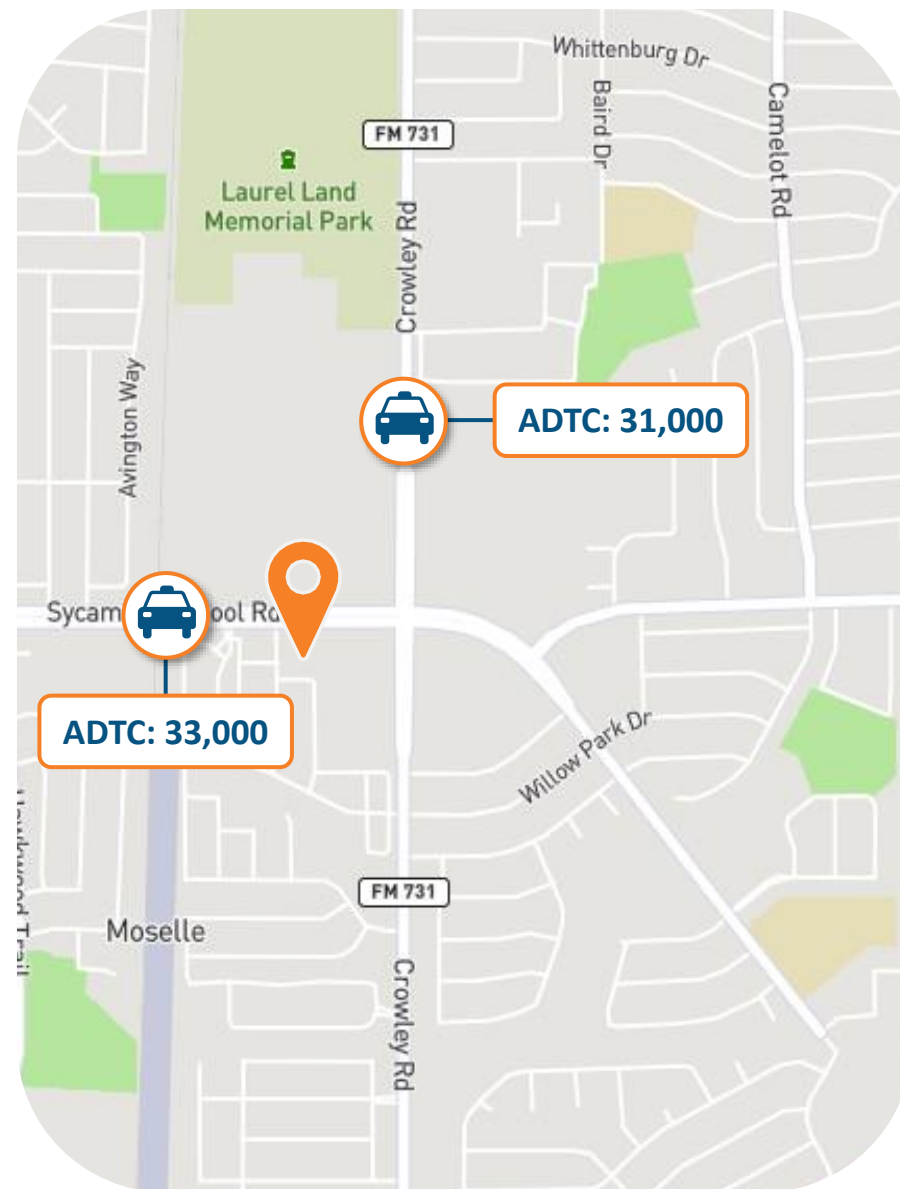 Whittenburg Dr
Baird Dr
Camelot Rd
FM 731
Laurel Land
Memorial Park
Crowley Rd
Avington Way
ADTC: 31,000
Sycam ool Rd
ADTC: 33,000
Willow Park Dr
Trail
FM 731
Moselle
Crowley Rd